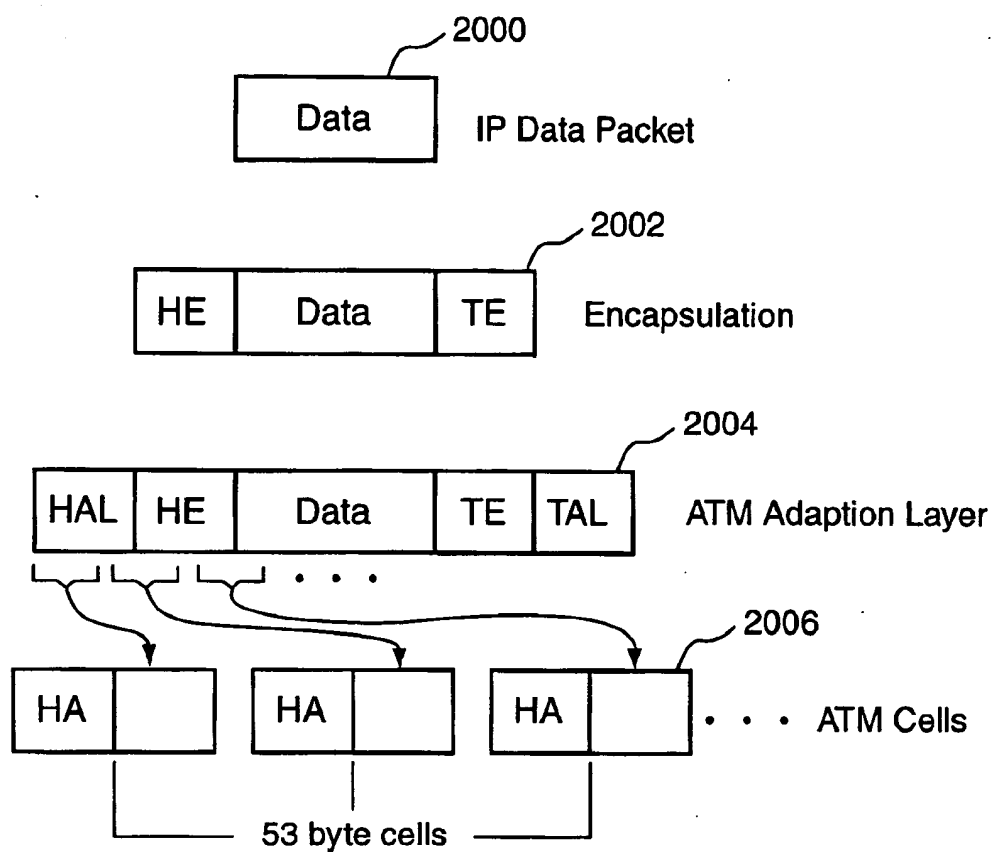 2000
Data
IP Data Packet
2002
HE Data TE
Encapsulation
2004
HAL HE Data TE TAL
ATM Adaption Layer
. . .
2006
HA HA HA . . . ATM Cells
53 byte cells